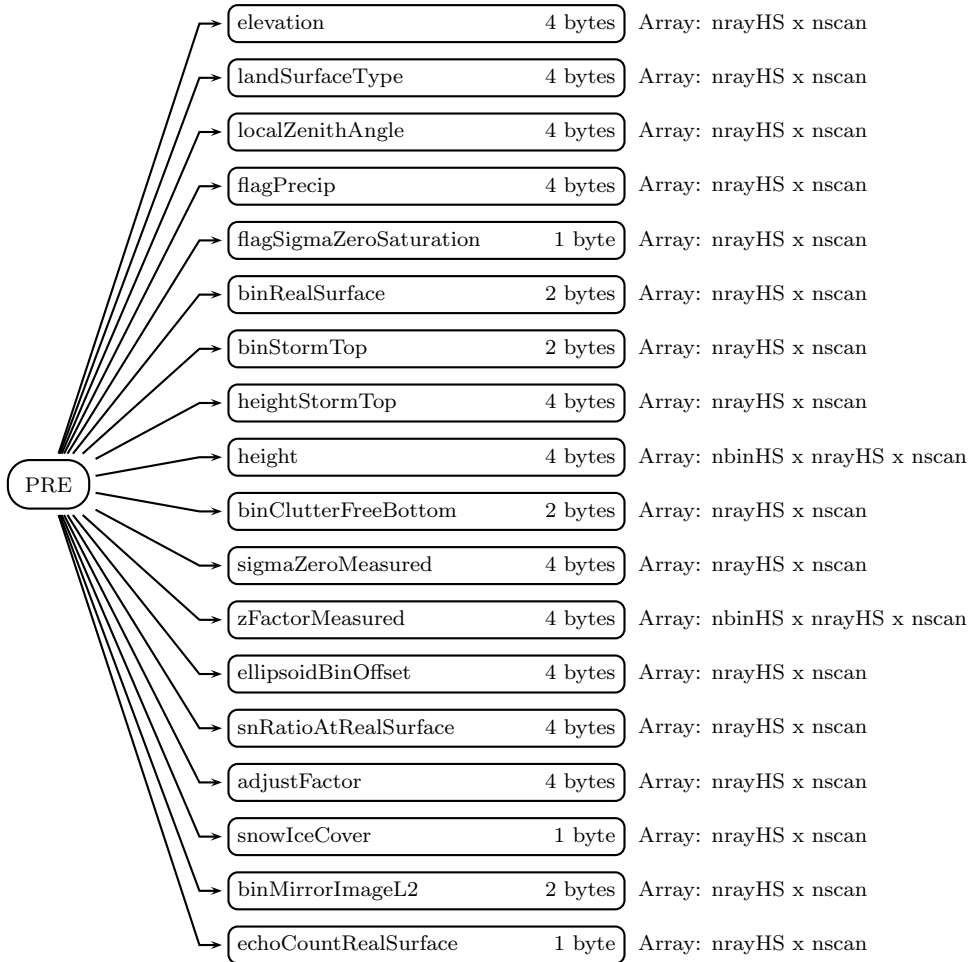 elevation 4 bytes Array: nrayHS x nscan
landSurfaceType 4 bytes Array: nrayHS x nscan
localZenithAngle 4 bytes Array: nrayHS x nscan
flagPrecip 4 bytes Array: nrayHS x nscan
flagSigmaZeroSaturation 1 byte Array: nrayHS x nscan
binRealSurface 2 bytes Array: nrayHS x nscan
binStormTop 2 bytes Array: nrayHS x nscan
heightStormTop 4 bytes Array: nrayHS x nscan
height 4 bytes Array: nbinHS x nrayHS x nscan
PRE
binClutterFreeBottom 2 bytes Array: nrayHS x nscan
sigmaZeroMeasured 4 bytes Array: nrayHS x nscan
zFactorMeasured 4 bytes Array: nbinHS x nrayHS x nscan
ellipsoidBinOffset 4 bytes Array: nrayHS x nscan
snRatioAtRealSurface 4 bytes Array: nrayHS x nscan
adjustFactor 4 bytes Array: nrayHS x nscan
snowIceCover 1 byte Array: nrayHS x nscan
binMirrorImageL2 2 bytes Array: nrayHS x nscan
echoCountRealSurface 1 byte Array: nrayHS x nscan